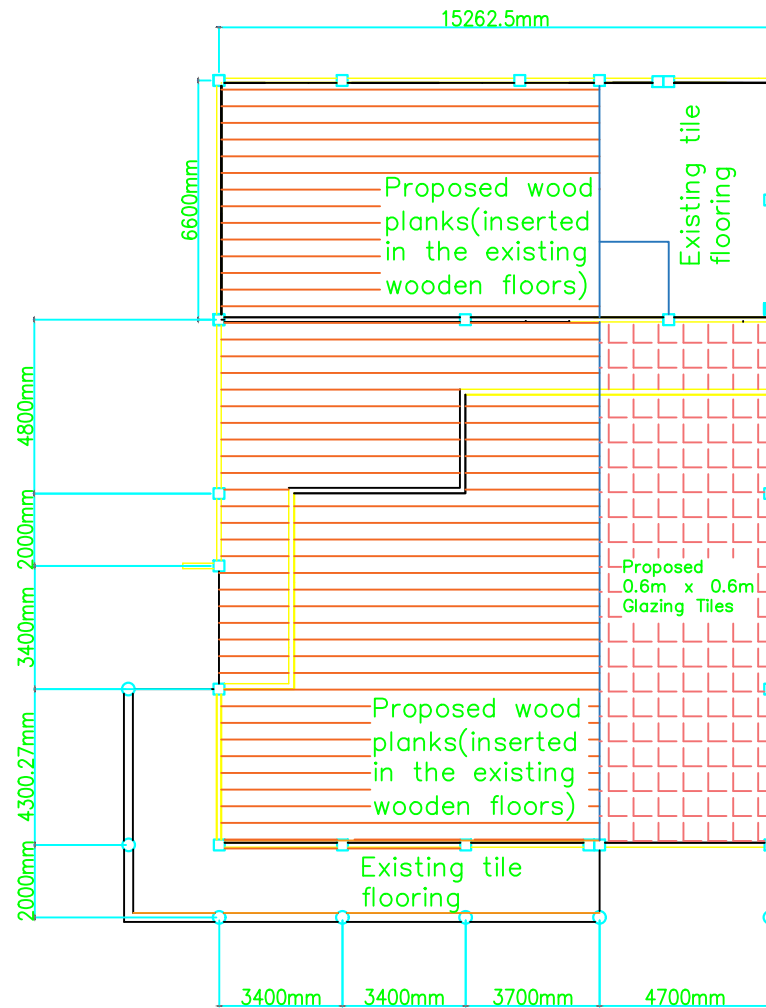 15262.5mm
6600mm
Existing tile
flooring
Proposed wood
planks(inserted
in the existing
wooden floors)
4800mm
2000mm
3400mm
4300.27mm
2000mm
Proposed
0.6m x 0.6m
Glazing Tiles
Proposed wood
planks(inserted
in the existing
wooden floors)
Existing tile
flooring
3400mm
3400mm
3700mm
4700mm